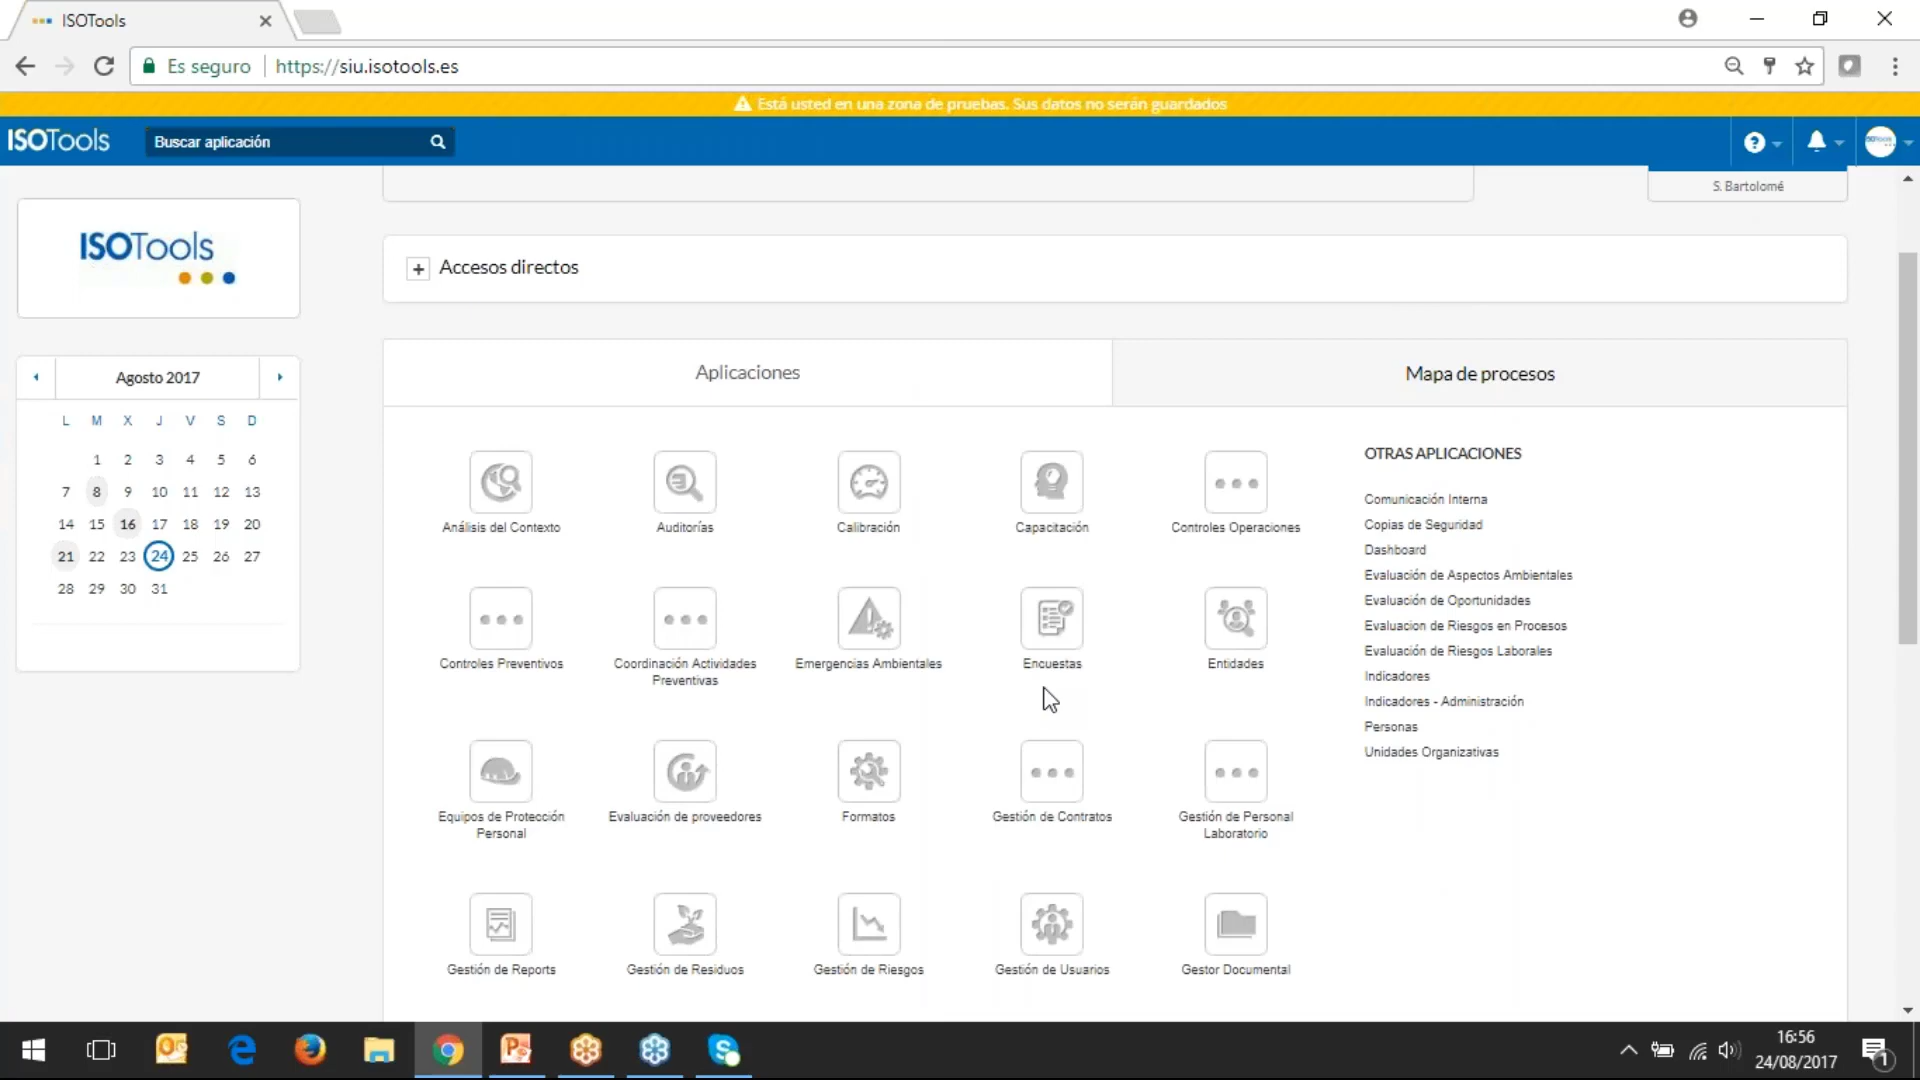 ISOTools
Es seguro
https://siu.isotools.es
Está usted en una zona de pruebas. Sus datos no serán guardados
ISOTools
Buscar aplicación
S. Bartolomé
ISOTools
Accesos directos
Agosto 2017
L M X J V S D
1 2 3 4 5 6
7 8 9 10 11 12 13
14 15 16 17 18 19 20
21 22 23 24 25 26 27
28 29 30 31
Aplicaciones
Mapa de procesos
Análisis del Contexto
Auditorías
Calibración
Capacitación
Controles Operaciones
Controles Preventivos
Coordinación Actividades
Preventivas
Emergencias Ambientales
Encuestas
Entidades
Equipos de Protección
Personal
Evaluación de proveedores
Formatos
Gestión de Contratos
Gestión de Personal
Laboratorio
Gestión de Reports
Gestión de Residuos
Gestión de Riesgos
Gestión de Usuarios
Gestor Documental
OTRAS APLICACIONES
Comunicación Interna
Copias de Seguridad
Dashboard
Evaluación de Aspectos Ambientales
Evaluación de Oportunidades
Evaluacion de Riesgos en Procesos
Evaluación de Riesgos Laborales
Indicadores
Indicadores - Administración
Personas
Unidades Organizativas
16:56
24/08/2017
1